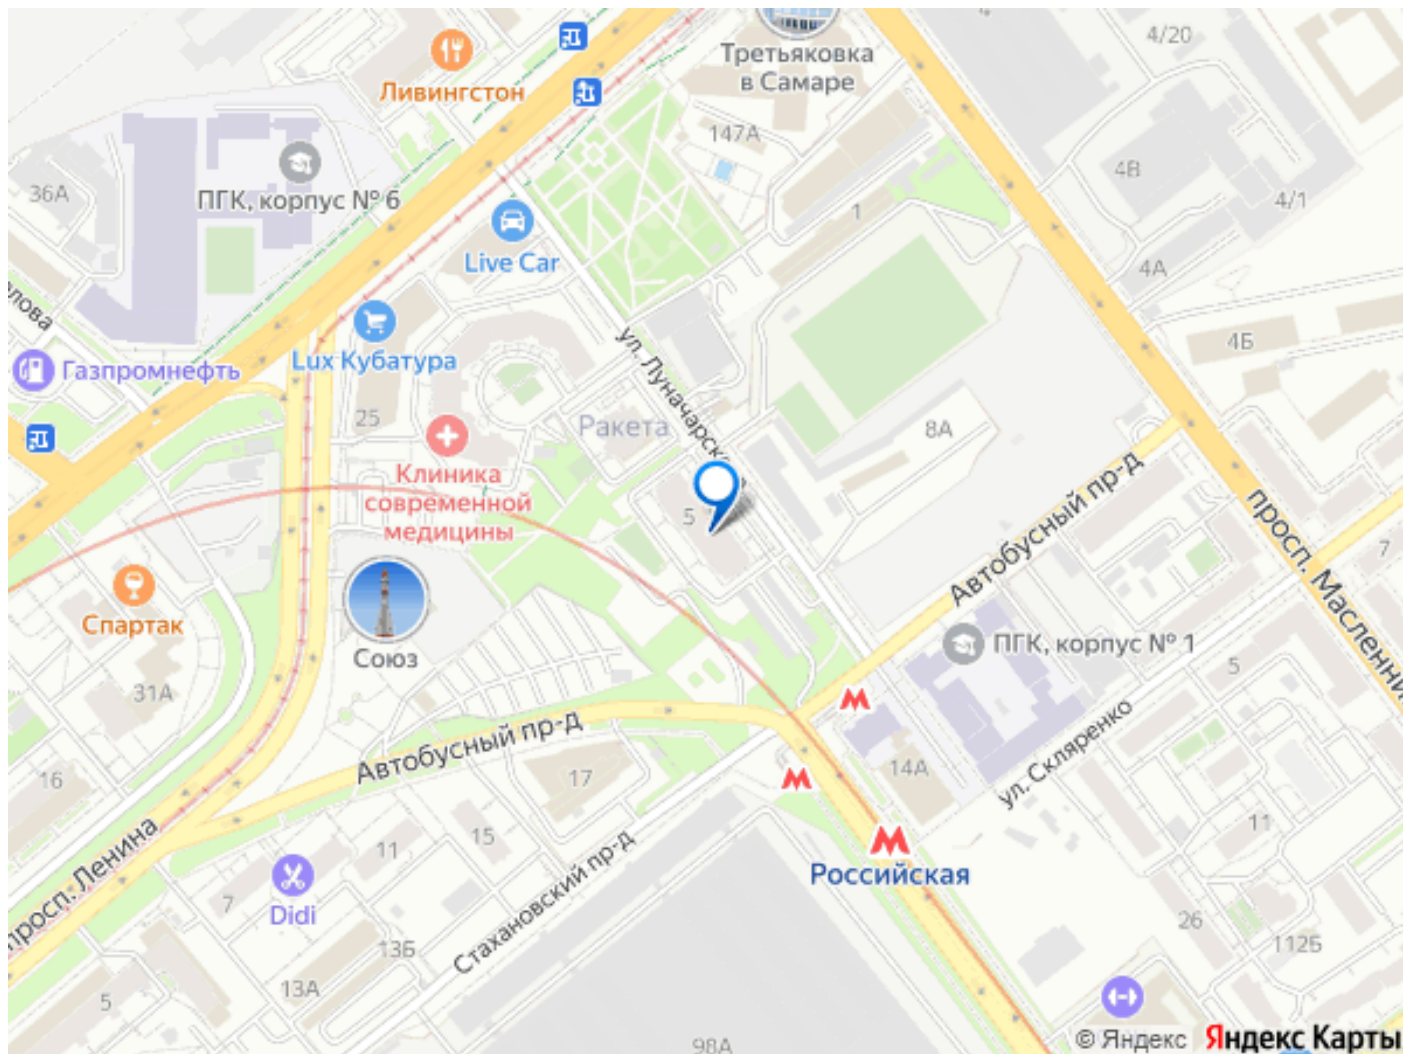 4/20
Третьяковка
в Самаре
Ливингстон
147А
4В
36А
ПГК, корпус № 6
4/1
1
Live Car
4А
елова
Lux Кубатура
4Б
Газпромнефть
ул. Луначарско
25
Ракета
8А
Клиника
современной
медицины
5
Автобусный пр-д
просп. Масленни
7
Спартак
Союз
ПГК, корпус № 1
5
31А
Автобусный пр-д
ул. Скляренко
14А
16
17
15
11
11
просп. Ленина
Стахановский пр-д
Российская
7
Didi
26
112Б
13Б
13А
5
98А
© Яндекс Яндекс Карты